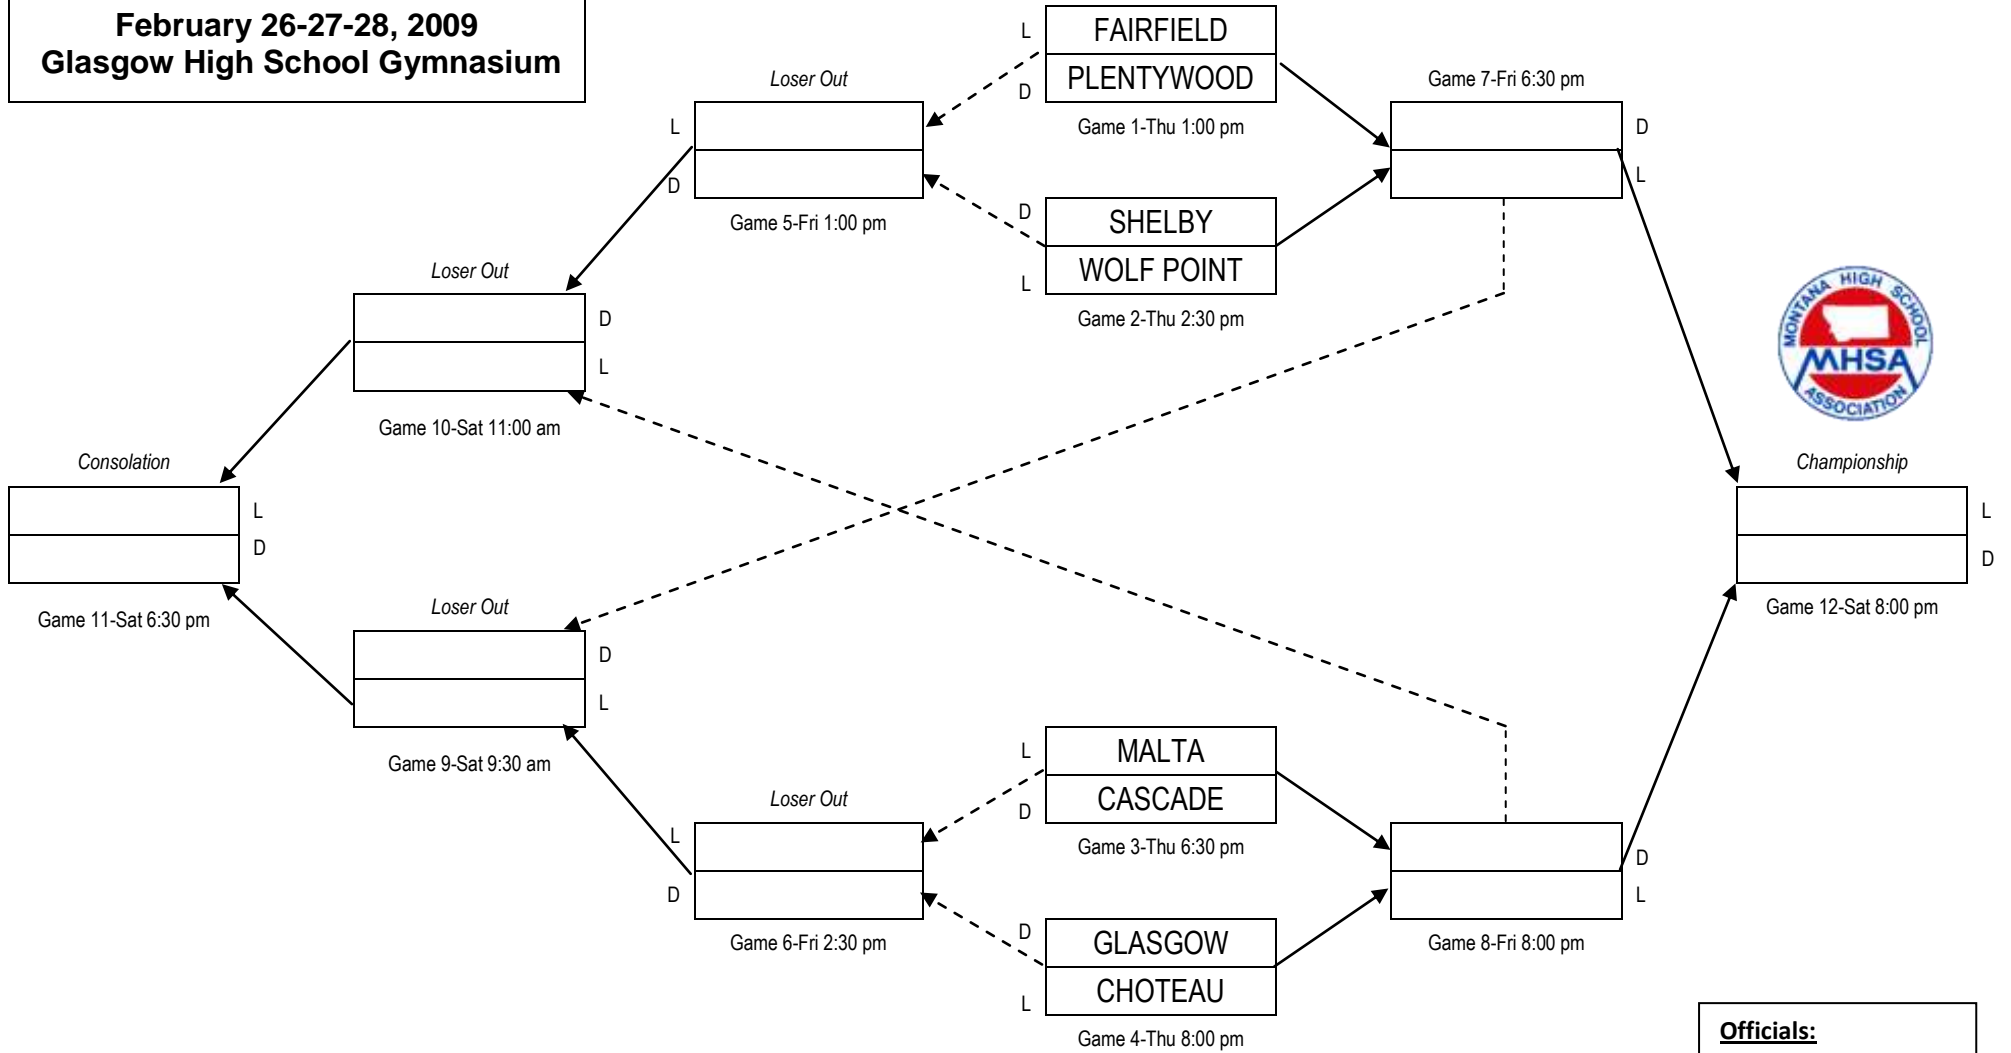 February 26-27-28, 2009
Glasgow High School Gymnasium
L
FAIRFIELD
D
PLENTYWOOD
Game 1-Thu 1:00 pm
Loser Out
L
D
Game 5-Fri 1:00 pm
Game 7-Fri 6:30 pm
D
L
D
SHELBY
L
WOLF POINT
Game 2-Thu 2:30 pm
Loser Out
D
L
Game 10-Sat 11:00 am
MONTANA HIGH SCHOOL
MHSA
ASSOCIATION
Consolation
L
D
Game 11-Sat 6:30 pm
Championship
L
D
Game 12-Sat 8:00 pm
Loser Out
D
L
Game 9-Sat 9:30 am
L
MALTA
D
CASCADE
Game 3-Thu 6:30 pm
Loser Out
L
D
Game 6-Fri 2:30 pm
D
L
Game 8-Fri 8:00 pm
D
GLASGOW
L
CHOTEAU
Game 4-Thu 8:00 pm
Officials: